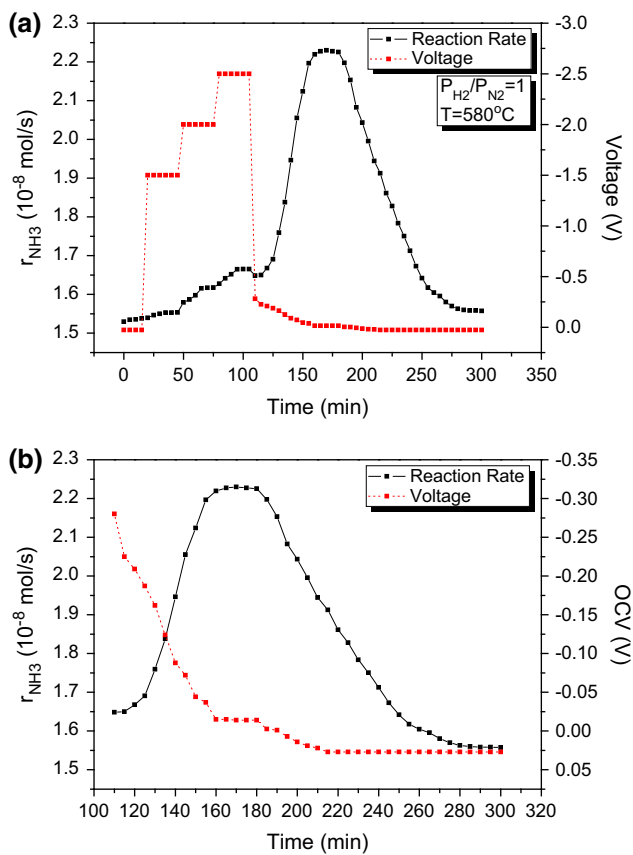 (a)
2.3
2.2
2.1
2.0
1.9
1.8
1.7
1.6
1.5
r_NH3 (10^-8 mol/s)
Reaction Rate
Voltage
P_H2/P_N2=1
T=580°C
-3.0
-2.5
-2.0
-1.5
-1.0
-0.5
0.0
Voltage (V)
0 50 100 150 200 250 300 350
Time (min)
(b)
2.3
2.2
2.1
2.0
1.9
1.8
1.7
1.6
1.5
r_NH3 (10^-8 mol/s)
Reaction Rate
Voltage
-0.35
-0.30
-0.25
-0.20
-0.15
-0.10
-0.05
0.00
0.05
OCV (V)
100 120 140 160 180 200 220 240 260 280 300 320
Time (min)